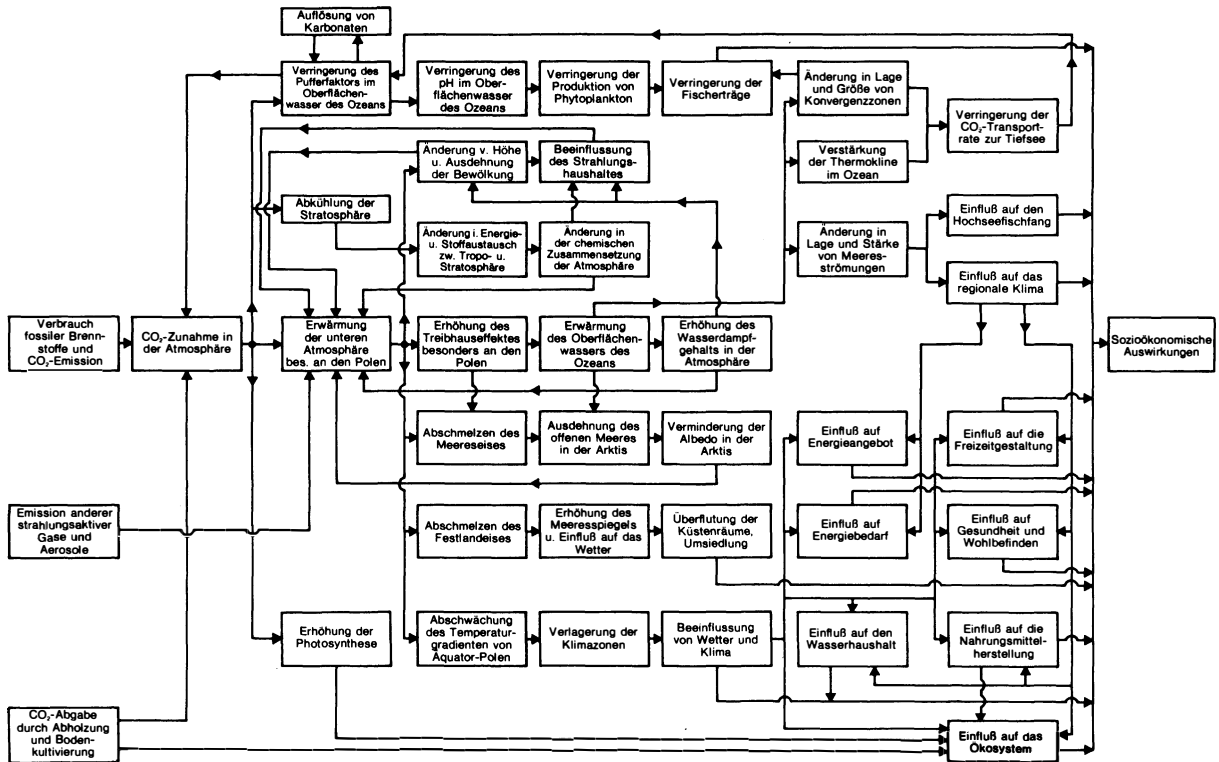 Auflösung von
Karbonaten
Verringerung des
Pufferfaktors im
Oberflächen-
wasser des Ozeans
Verringerung des
pH im Ober-
flächenwasser
des Ozeans
Verringerung der
Produktion von
Phytoplankton
Verringerung der
Fischerträge
Änderung in Lage
und Größe von
Konvergenzzonen
Verringerung der
CO₂-Transport-
rate zur Tiefsee
Änderung v. Höhe
u. Ausdehnung
der Bewölkung
Beeinflussung
des Strahlungs-
haushaltes
Verstärkung
der Thermokline
im Ozean
Abkühlung der
Stratosphäre
Änderung i. Energie-
u. Stoffaustausch
zw. Tropo- u.
Stratosphäre
Änderung in
der chemischen
Zusammensetzung
der Atmosphäre
Änderung in
Lage und Stärke
von Meeres-
strömungen
Einfluß auf den
Hochseefischfang
Einfluß auf das
regionale Klima
Verbrauch
fossiler Brenn-
stoffe und
CO₂-Emission
CO₂-Zunahme in
der Atmosphäre
Erwärmung
der unteren
Atmosphäre
bes. an den Polen
Erhöhung des
Treibhauseffektes
besonders an den
Polen
Erwärmung
des Oberflächen-
wassers des
Ozeans
Erhöhung des
Wasserdampf-
gehalts in der
Atmosphäre
Sozioökonomische
Auswirkungen
Abschmelzen des
Meereseises
Ausdehnung des
offenen Meeres
in der Arktis
Verminderung der
Albedo in der
Arktis
Einfluß auf
Energieangebot
Einfluß auf die
Freizeitgestaltung
Emission anderer
strahlungsaktiver
Gase und
Aerosole
Abschmelzen des
Festlandeises
Erhöhung des
Meeresspiegels
u. Einfluß auf das
Wetter
Überflutung der
Küstenräume,
Umsiedlung
Einfluß auf
Energiebedarf
Einfluß auf
Gesundheit und
Wohlbefinden
Erhöhung der
Photosynthese
Abschwächung
des Temperatur-
gradienten von
Äquator-Polen
Verlagerung der
Klimazonen
Beeinflussung
von Wetter und
Klima
Einfluß auf den
Wasserhaushalt
Einfluß auf die
Nahrungsmittel-
herstellung
CO₂-Abgabe
durch Abholzung
und Boden-
kultivierung
Einfluß auf das
Ökosystem